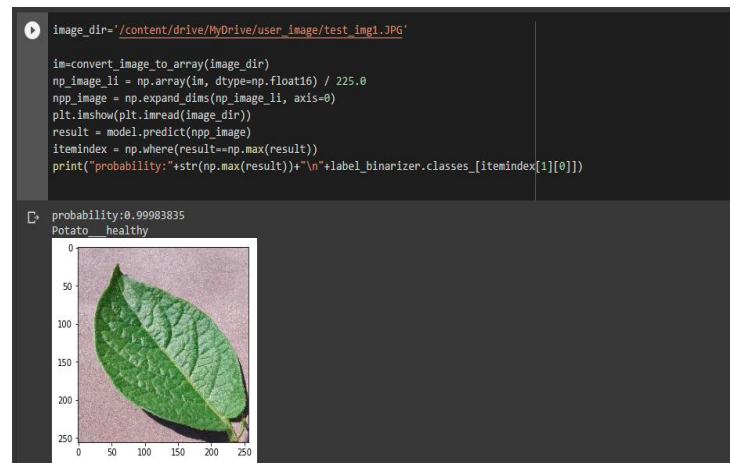 image_dir='/content/drive/MyDrive/user_image/test_img1.JPG'
im=convert_image_to_array(image_dir)
np_image_li = np.array(im, dtype=np.float16) / 225.0
npp_image = np.expand_dims(np_image_li, axis=0)
plt.imshow(plt.imread(image_dir))
result = model.predict(npp_image)
itemindex = np.where(result==np.max(result))
print("probability:"+str(np.max(result))+"\n"+label_binarizer.classes_[itemindex[1][0]])
probability:0.99983835
Potato___healthy
0
50
100
150
200
250
0 50 100 150 200 250